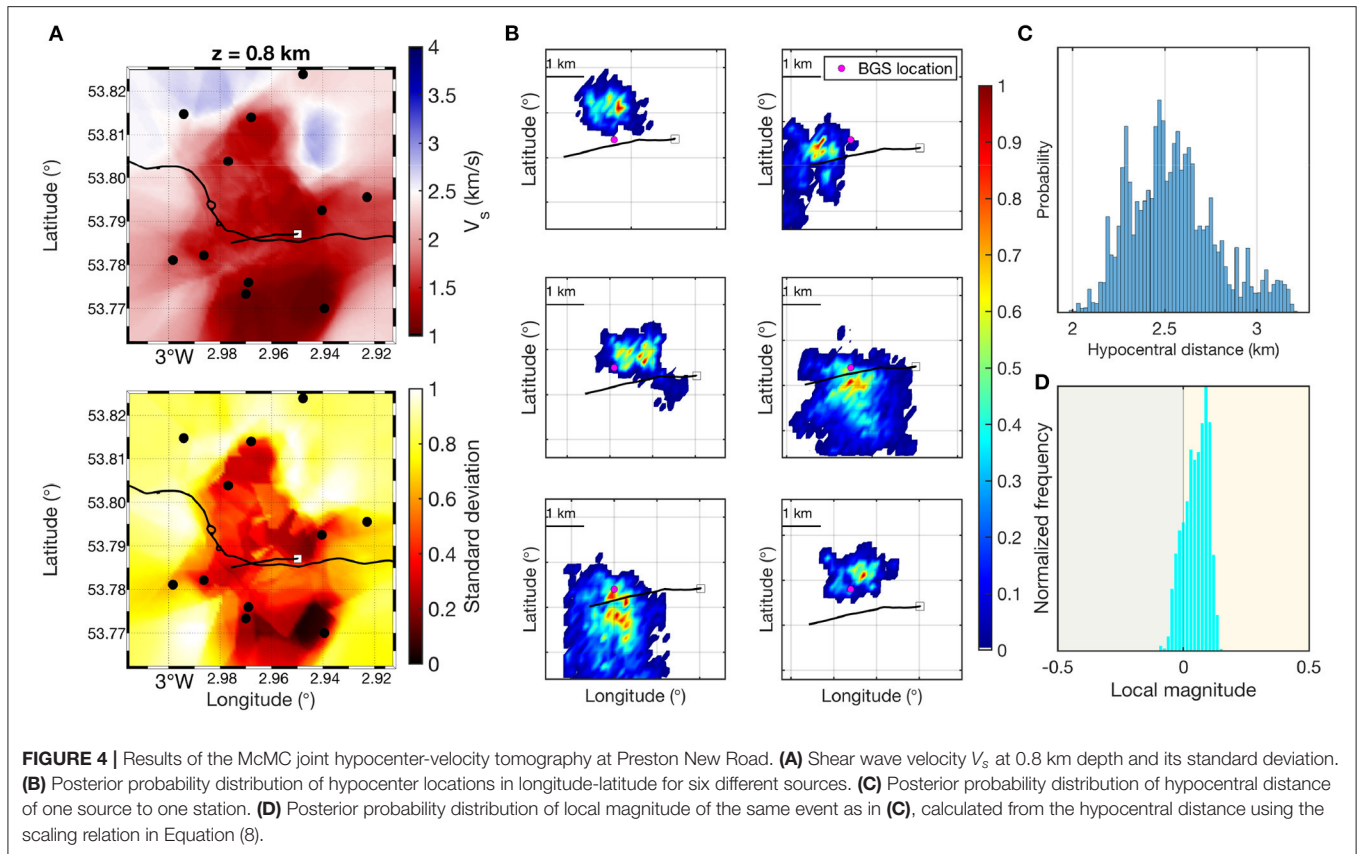 A
z = 0.8 km
53.82
53.81
53.80
53.79
53.78
53.77
Latitude (°)
3°W
2.98
2.96
2.94
2.92
4
3.5
3
2.5
2
1.5
1
V_s (km/s)
53.82
53.81
53.80
53.79
53.78
53.77
Latitude (°)
3°W
2.98
2.96
2.94
2.92
Longitude (°)
1
0.8
0.6
0.4
0.2
0
Standard deviation
B
1 km
Latitude (°)
1 km
BGS location
Latitude (°)
1 km
Latitude (°)
1 km
Latitude (°)
1 km
Latitude (°)
Longitude (°)
1 km
Latitude (°)
Longitude (°)
1
0.9
0.8
0.7
0.6
0.5
0.4
0.3
0.2
0.1
0
C
Probability
2
2.5
3
Hypocentral distance (km)
D
Normalized frequency
-0.5
0
0.5
Local magnitude
FIGURE 4 | Results of the McMC joint hypocenter-velocity tomography at Preston New Road. (A) Shear wave velocity Vs at 0.8 km depth and its standard deviation.
(B) Posterior probability distribution of hypocenter locations in longitude-latitude for six different sources. (C) Posterior probability distribution of hypocentral distance
of one source to one station. (D) Posterior probability distribution of local magnitude of the same event as in (C), calculated from the hypocentral distance using the
scaling relation in Equation (8).